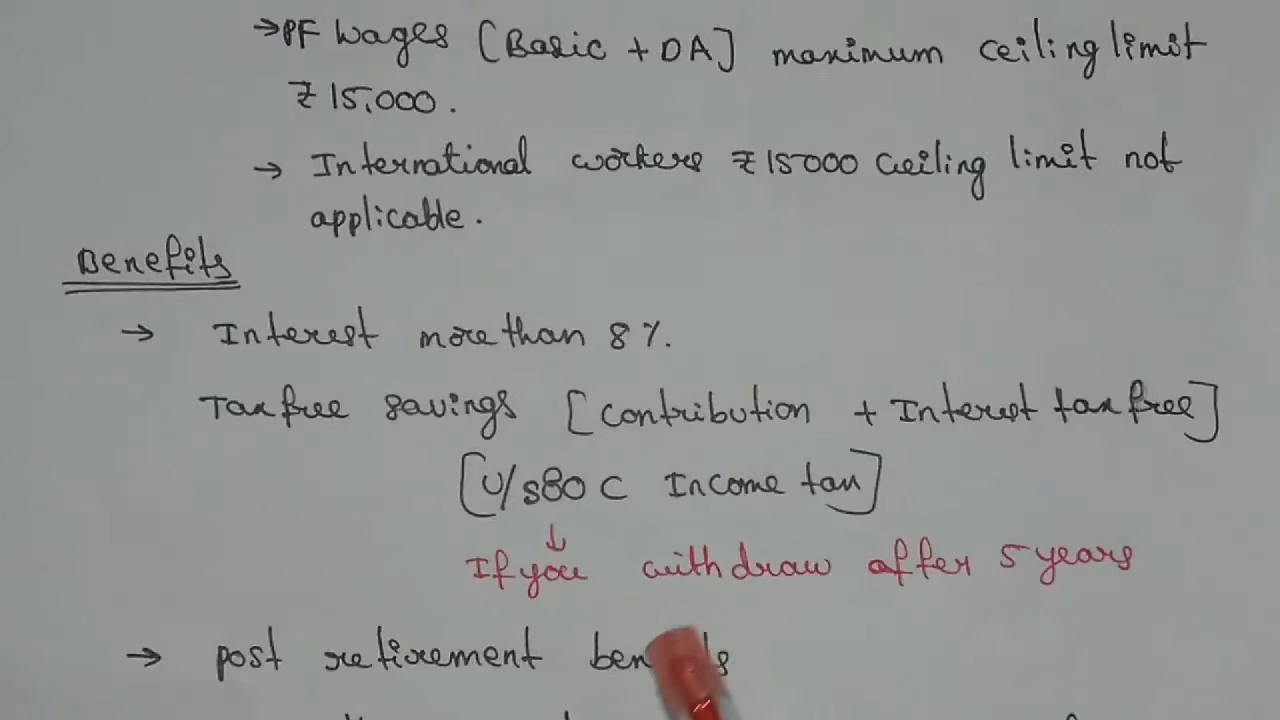 → PF Wages [Basic + DA] maximum ceiling limit
₹ 15,000.
→ International workers ₹ 15000 ceiling limit not
applicable.
Benefits
→ Interest more than 8%.
Tax free savings [contribution + Interest tax free]
[U/s 80 C Income tax]
↓
If you withdraw after 5 years
→ post retirement